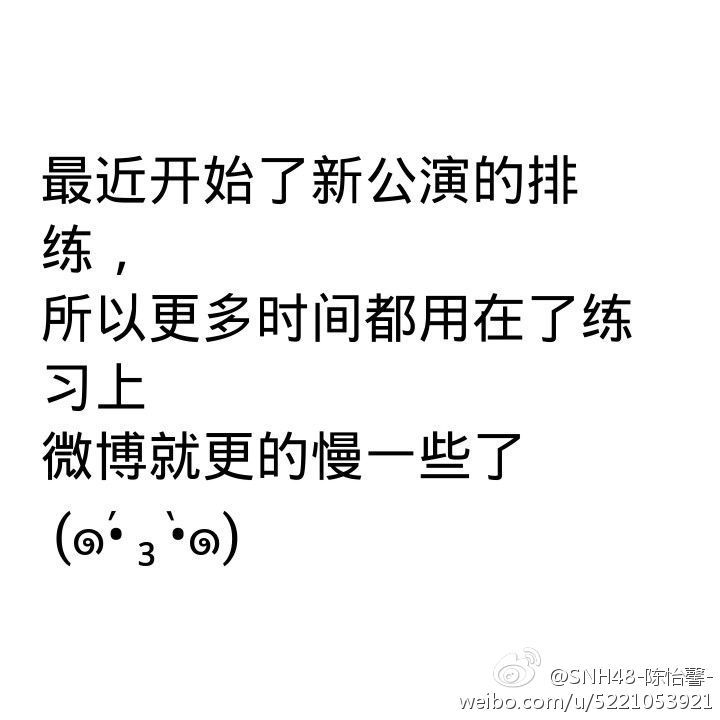 最近开始了新公演的排
练，
所以更多时间都用在了练
习上
微博就更的慢一些了
(๑•́ ₃ •̀๑)
@SNH48-陈怡馨-
weibo.com/u/5221053921